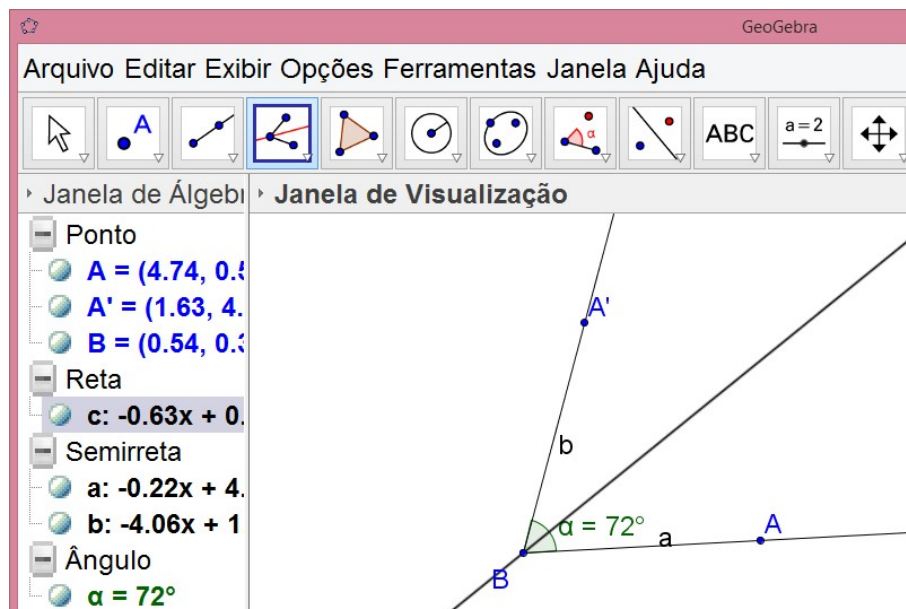 GeoGebra
Arquivo Editar Exibir Opções Ferramentas Janela Ajuda
A
α
ABC
a=2
Janela de Álgebr
Janela de Visualização
Ponto
A = (4.74, 0.5
A' = (1.63, 4.
B = (0.54, 0.3
Reta
c: -0.63x + 0.
Semirreta
a: -0.22x + 4.
b: -4.06x + 1
Ângulo
α = 72°
A'
b
α = 72°
a
A
B